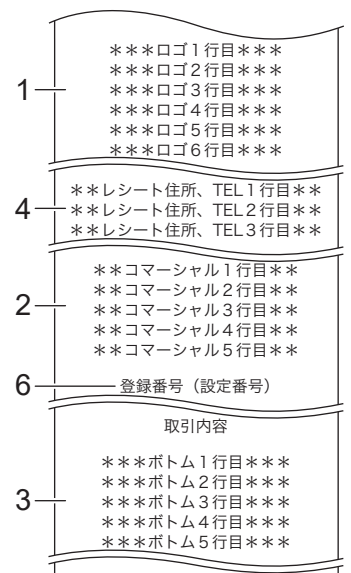 ***ロゴ1行目***
***ロゴ2行目***
1 ***ロゴ3行目***
***ロゴ4行目***
***ロゴ5行目***
***ロゴ6行目***
**レシート住所、TEL1行目**
4 **レシート住所、TEL2行目**
**レシート住所、TEL3行目**
**コマーシャル1行目**
**コマーシャル2行目**
2 **コマーシャル3行目**
**コマーシャル4行目**
**コマーシャル5行目**
6 登録番号（設定番号）
取引内容
***ボトム1行目***
***ボトム2行目***
3 ***ボトム3行目***
***ボトム4行目***
***ボトム5行目***